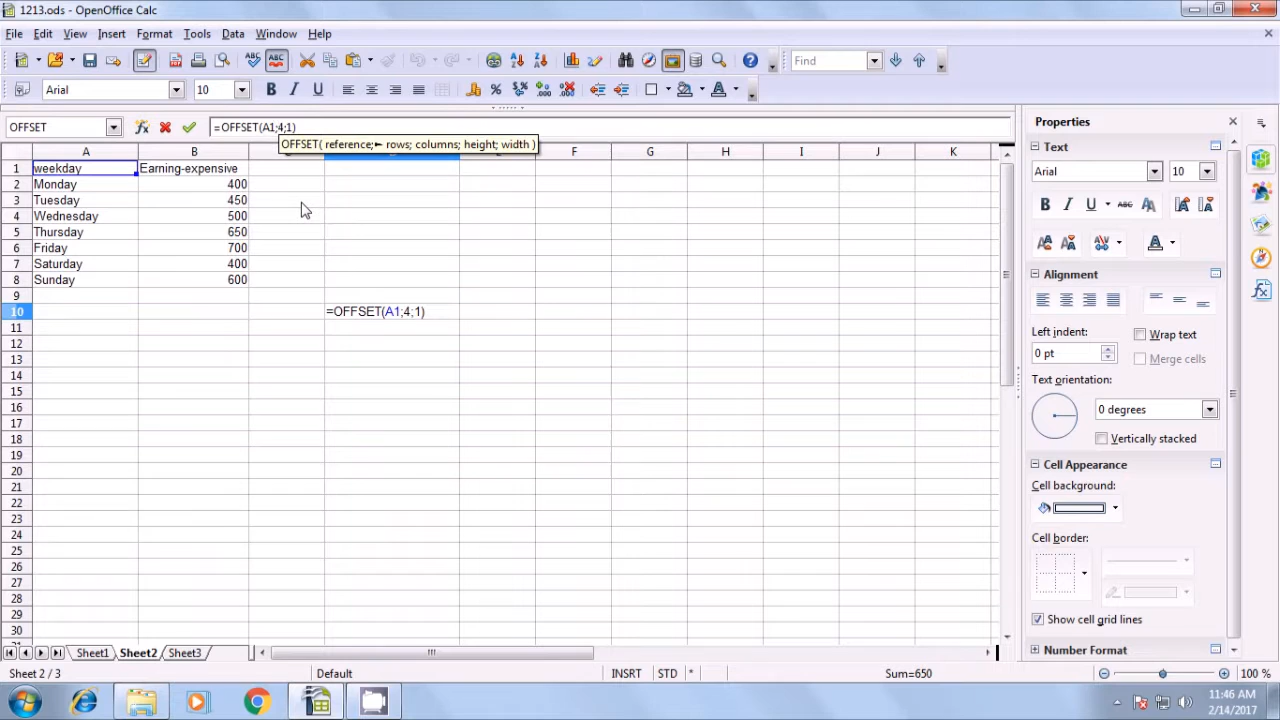 1213.ods - OpenOffice Calc
File Edit View Insert Format Tools Data Window Help
ABC ABC Find
Arial 10 B I U A
OFFSET =OFFSET(A1;4;1)
OFFSET( reference; rows; columns; height; width )
A B F G H I J K
1 weekday Earning-expensive
2 Monday 400
3 Tuesday 450
4 Wednesday 500
5 Thursday 650
6 Friday 700
7 Saturday 400
8 Sunday 600
9
10 =OFFSET(A1;4;1)
11
12
13
14
15
16
17
18
19
20
21
22
23
24
25
26
27
28
29
30
Sheet1 Sheet2 Sheet3
Sheet 2 / 3 Default INSRT STD * Sum=650 100 %
Properties
Text
Arial 10
B I U ABC A
A A AV A
Alignment
Left indent:
0 pt
Wrap text
Merge cells
Text orientation:
0 degrees
Vertically stacked
Cell Appearance
Cell background:
Cell border:
Show cell grid lines
Number Format
11:46 AM
2/14/2017